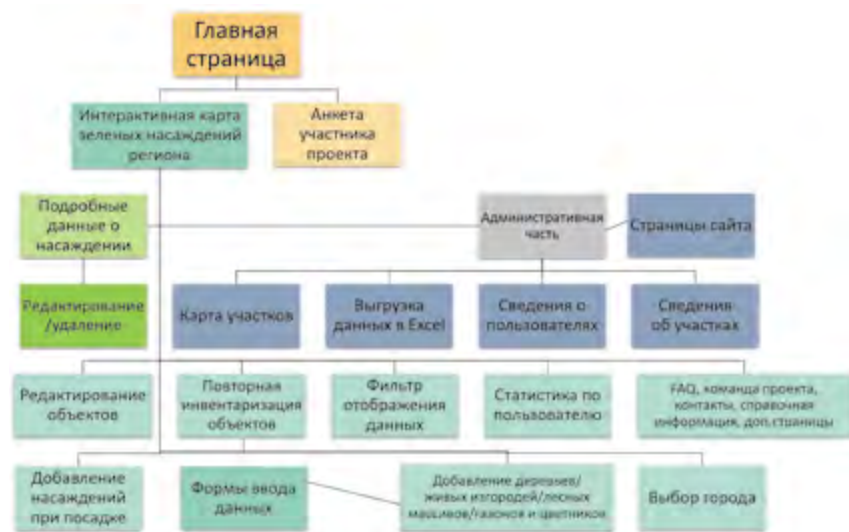 Главная
страница
Интерактивная карта
зеленых насаждений
региона
Анкета
участника
проекта
Подробные
данные о
насаждении
Административная
часть
Страницы сайта
Редактирование
/удаление
Карта участков
Выгрузка
данных в Excel
Сведения о
пользователях
Сведения
об участках
Редактирование
объектов
Повторная
инвентаризация
объектов
Фильтр
отображения
данных
Статистика по
пользователю
FAQ, команда проекта,
контакты, справочная
информация, доп.страницы
Добавление
насаждений
при посадке
Формы ввода
данных
Добавление деревьев/
живых изгородей/лесных
массивов/газонов и цветников
Выбор города